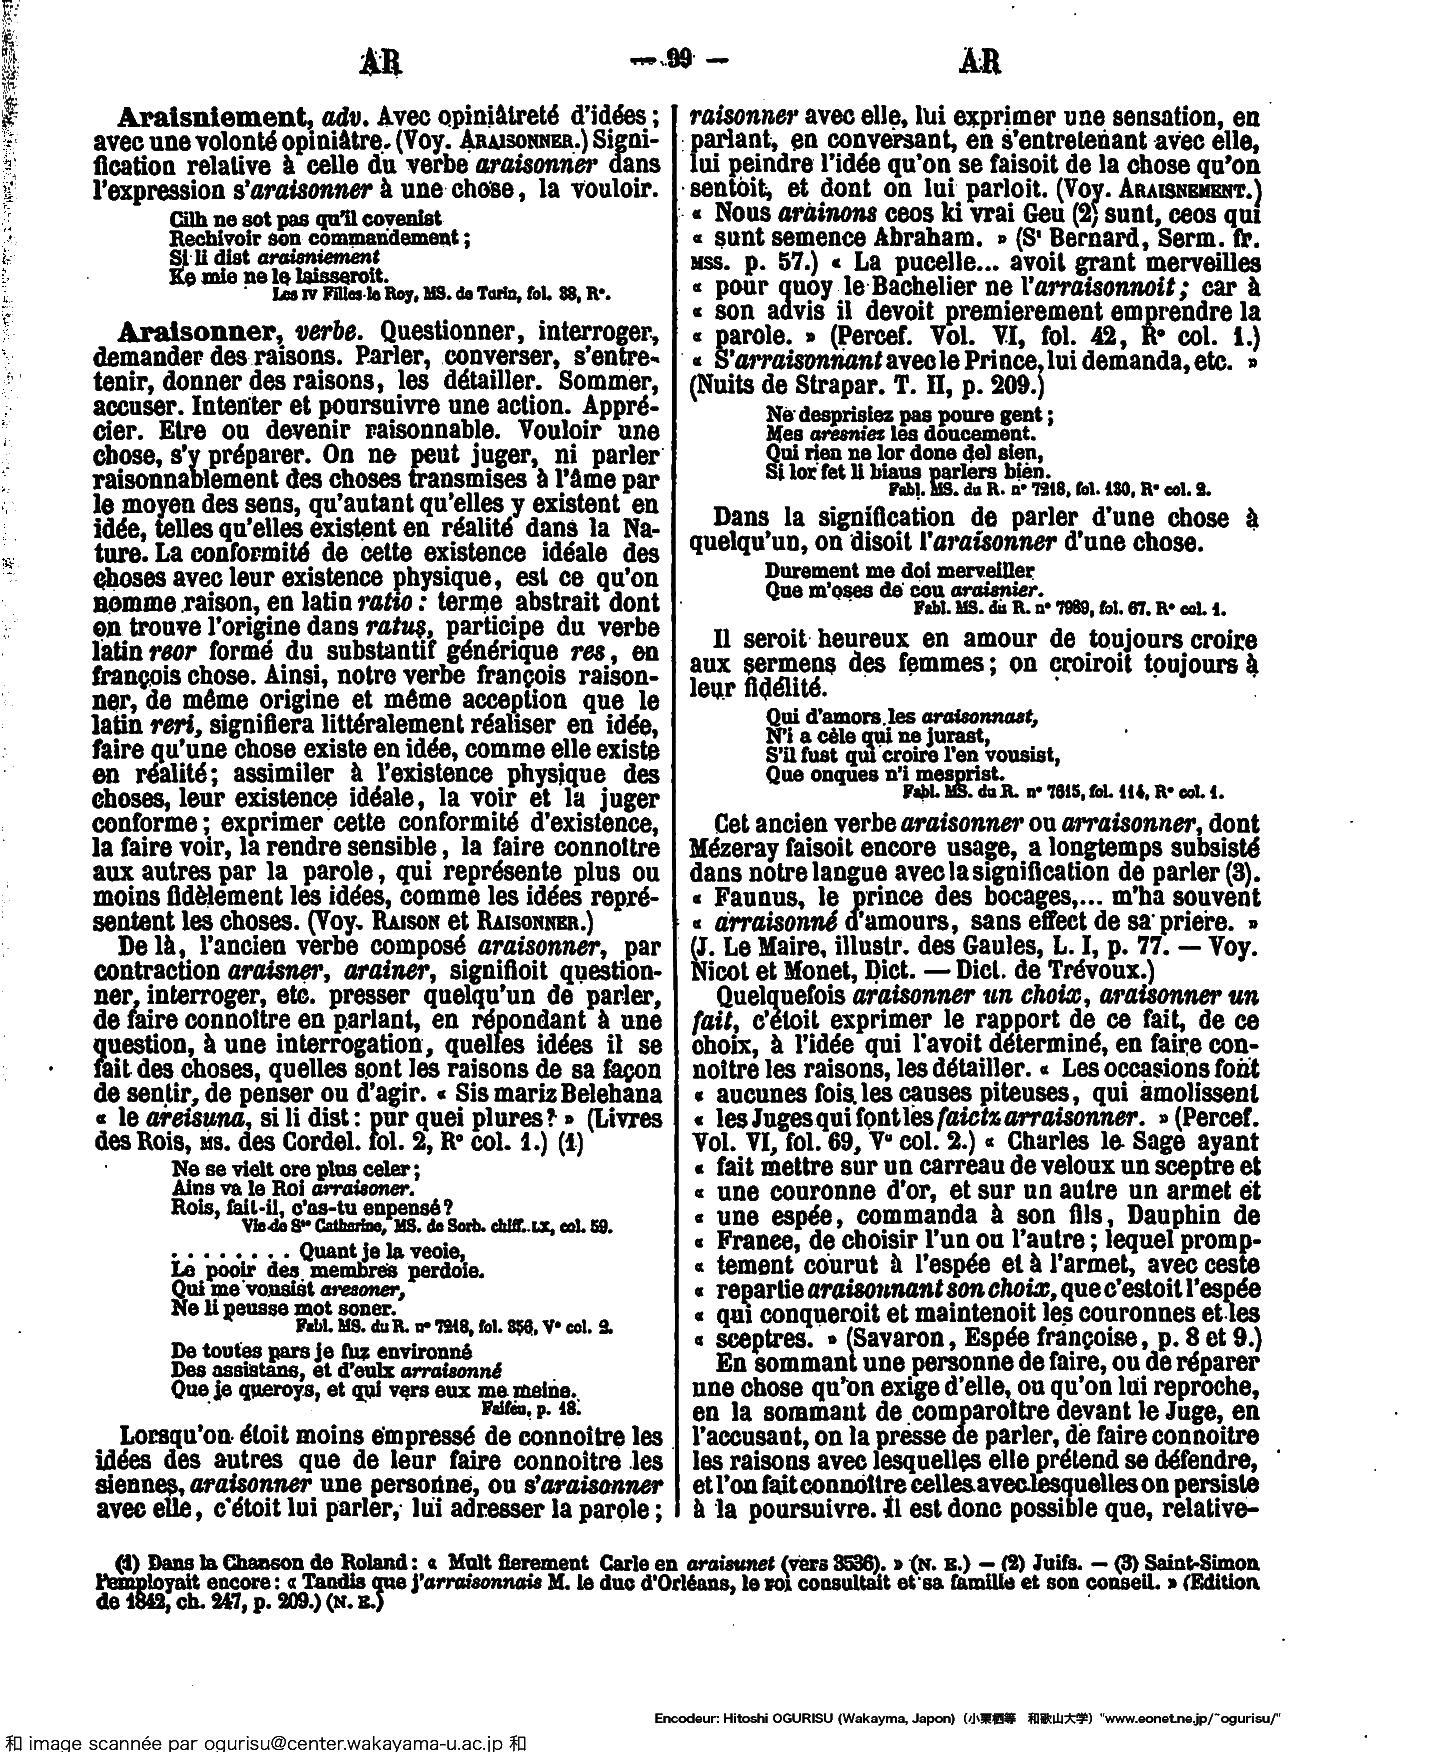 AR — 99 — AR
Araisniement, adv. Avec opiniâtreté d'idées ;
avec une volonté opiniâtre. (Voy. ARAISONNER.) Signi-
fication relative à celle du verbe araisonner dans
l'expression s'araisonner à une chose, la vouloir.
Cilh ne sot pas qu'il covenist
Rechivoir son commandement ;
Si li dist araisniement
Ke mie ne le laisseroit.
Les IV Filles le Roy, MS. de Turin, fol. 38, R°.
Araisonner, verbe. Questionner, interroger,
demander des raisons. Parler, converser, s'entre-
tenir, donner des raisons, les détailler. Sommer,
accuser. Intenter et poursuivre une action. Appré-
cier. Etre ou devenir raisonnable. Vouloir une
chose, s'y préparer. On ne peut juger, ni parler
raisonnablement des choses transmises à l'âme par
le moyen des sens, qu'autant qu'elles y existent en
idée, telles qu'elles existent en réalité dans la Na-
ture. La conformité de cette existence idéale des
choses avec leur existence physique, est ce qu'on
nomme raison, en latin ratio : terme abstrait dont
on trouve l'origine dans ratus, participe du verbe
latin reor formé du substantif générique res, en
françois chose. Ainsi, notre verbe françois raison-
ner, de même origine et même acception que le
latin reri, signifiera littéralement réaliser en idée,
faire qu'une chose existe en idée, comme elle existe
en réalité ; assimiler à l'existence physique des
choses, leur existence idéale, la voir et la juger
conforme ; exprimer cette conformité d'existence,
la faire voir, la rendre sensible, la faire connoître
aux autres par la parole, qui représente plus ou
moins fidèlement les idées, comme les idées repré-
sentent les choses. (Voy. RAISON et RAISONNER.)
De là, l'ancien verbe composé araisonner, par
contraction araisner, arainer, signifioit question-
ner, interroger, etc. presser quelqu'un de parler,
de faire connoître en parlant, en répondant à une
question, à une interrogation, quelles idées il se
fait des choses, quelles sont les raisons de sa façon
de sentir, de penser ou d'agir. « Sis mariz Belehana
« le areisuna, si li dist : pur quei plures ? » (Livres
des Rois, MS. des Cordel. fol. 2, R° col. 1.) (1)
Ne se vielt ore plus celer ;
Ains va le Roi arraisoner.
Rois, fait-il, c'as-tu enpensé ?
Vie de Ste Catherine, MS. de Sorb. chiff. LX, col. 59.
. . . . . . . . Quant je la veoie,
Le pooir des membres perdoie.
Qui me vousist aresoner,
Ne li peusse mot soner.
Fabl. MS. du R. n° 7218, fol. 356, V° col. 2.
De toutes pars je fuz environné
Des assistans, et d'eulx arraisonné
Que je queroys, et qui vers eux me meine.
Faifeu, p. 18.
Lorsqu'on étoit moins empressé de connoître les
idées des autres que de leur faire connoître les
siennes, araisonner une personne, ou s'araisonner
avec elle, c'étoit lui parler, lui adresser la parole ;
raisonner avec elle, lui exprimer une sensation, en
parlant, en conversant, en s'entretenant avec elle,
lui peindre l'idée qu'on se faisoit de la chose qu'on
sentoit, et dont on lui parloit. (Voy. ARAISNEMENT.)
« Nous arainons ceos ki vrai Geu (2) sunt, ceos qui
« sunt semence Abraham. » (St Bernard, Serm. fr.
MSS. p. 57.) « La pucelle... avoit grant merveilles
« pour quoy le Bachelier ne l'arraisonnoit ; car à
« son advis il devoit premierement emprendre la
« parole. » (Percef. Vol. VI, fol. 42, R° col. 1.)
« S'arraisonnant avec le Prince, lui demanda, etc. »
(Nuits de Strapar. T. II, p. 209.)
Ne desprisiez pas poure gent ;
Mes aresniez les doucement.
Qui rien ne lor done del sien,
Si lor fet li biaus parlers bien.
Fabl. MS. du R. n° 7218, fol. 130, R° col. 2.
Dans la signification de parler d'une chose à
quelqu'un, on disoit l'araisonner d'une chose.
Durement me doi merveiller
Que m'oses de cou araisnier.
Fabl. MS. du R. n° 7989, fol. 67. R° col. 1.
Il seroit heureux en amour de toujours croire
aux sermens des femmes ; on croiroit toujours à
leur fidélité.
Qui d'amors les araisonnast,
N'i a cèle qui ne jurast,
S'il fust qui croire l'en vousist,
Que onques n'i mesprist.
Fabl. MS. du R. n° 7615, fol. 114, R° col. 1.
Cet ancien verbe araisonner ou arraisonner, dont
Mézeray faisoit encore usage, a longtemps subsisté
dans notre langue avec la signification de parler (3).
« Faunus, le prince des bocages,... m'ha souvent
« arraisonné d'amours, sans effect de sa priere. »
(J. Le Maire, illustr. des Gaules, L. I, p. 77. — Voy.
Nicot et Monet, Dict. — Dict. de Trévoux.)
Quelquefois araisonner un choix, araisonner un
fait, c'étoit exprimer le rapport de ce fait, de ce
choix, à l'idée qui l'avoit déterminé, en faire con-
noître les raisons, les détailler. « Les occasions font
« aucunes fois les causes piteuses, qui amolissent
« les Juges qui font les faictz arraisonner. » (Percef.
Vol. VI, fol. 69, V° col. 2.) « Charles le Sage ayant
« fait mettre sur un carreau de veloux un sceptre et
« une couronne d'or, et sur un autre un armet et
« une espée, commanda à son fils, Dauphin de
« France, de choisir l'un ou l'autre ; lequel promp-
« tement courut à l'espée et à l'armet, avec ceste
« repartie araisonnant son choix, que c'estoit l'espée
« qui conqueroit et maintenoit les couronnes et les
« sceptres. » (Savaron, Espée françoise, p. 8 et 9.)
En sommant une personne de faire, ou de réparer
une chose qu'on exige d'elle, ou qu'on lui reproche,
en la sommant de comparoître devant le Juge, en
l'accusant, on la presse de parler, de faire connoître
les raisons avec lesquelles elle prétend se défendre,
et l'on fait connoître celles avec lesquelles on persiste
à la poursuivre. Il est donc possible que, relative-
(1) Dans la Chanson de Roland : « Mult fierement Carle en araisunet (vers 3536). » (N. E.) — (2) Juifs. — (3) Saint-Simon
l'employait encore : « Tandis que j'arraisonnais M. le duc d'Orléans, le roi consultait et sa famille et son conseil. » (Edition
de 1842, ch. 247, p. 209.) (N. E.)
Encodeur: Hitoshi OGURISU (Wakayma, Japon) (小栗栖等 和歌山大学) "www.eonet.ne.jp/~ogurisu/"
和 image scannée par ogurisu@center.wakayama-u.ac.jp 和